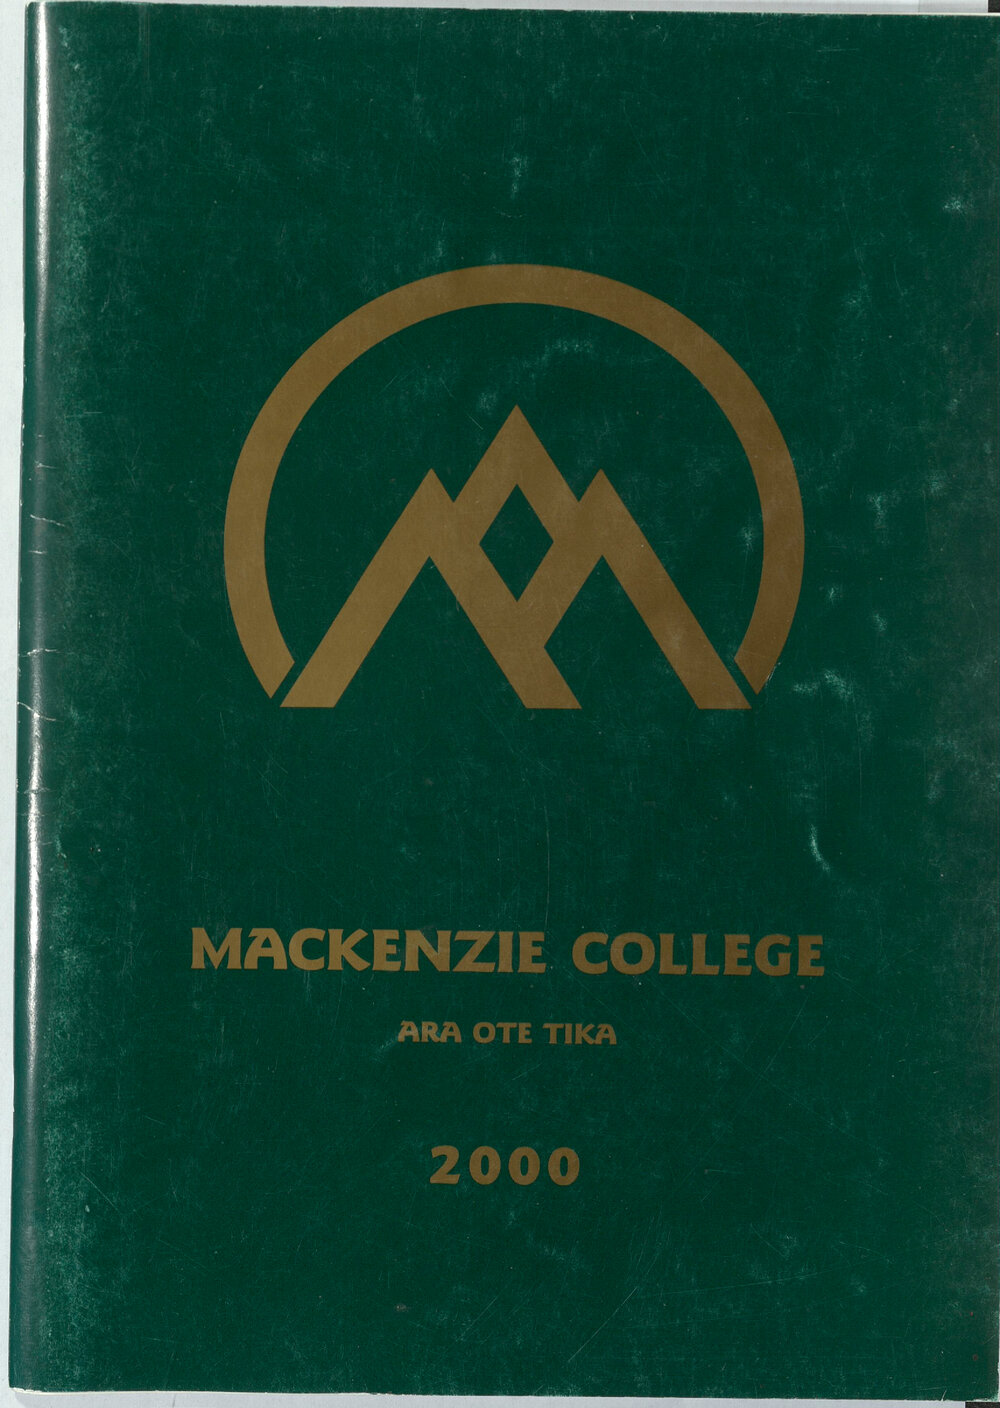 MACKENZIE COLLEGE
ARA OTE TIKA
2000